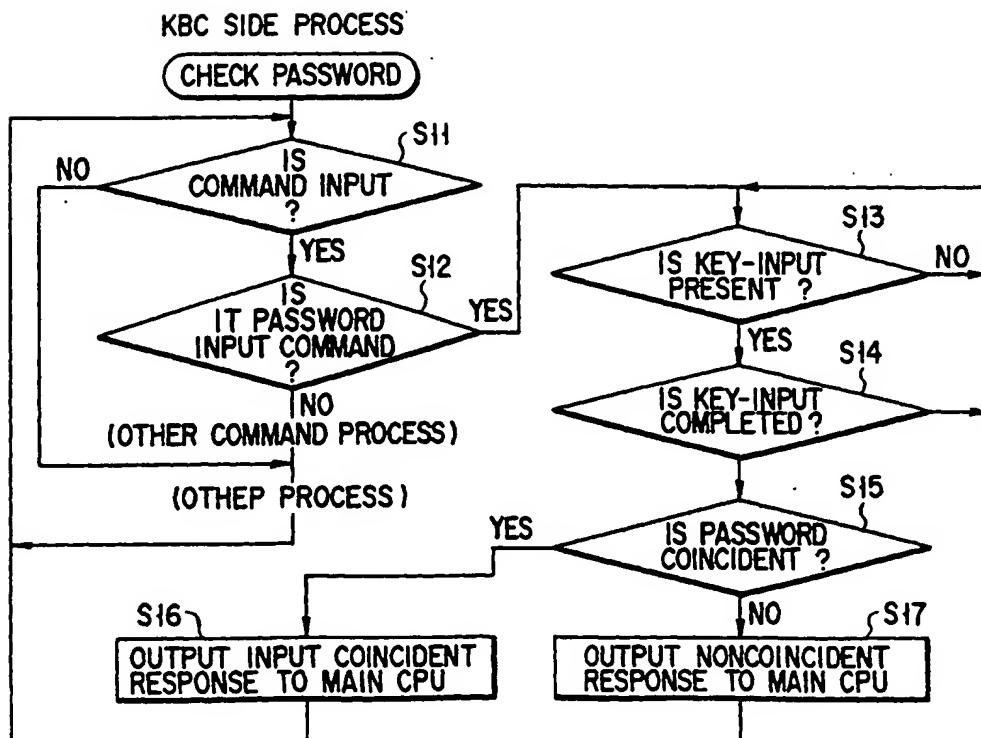 KBC SIDE PROCESS
CHECK PASSWORD
S11
IS
COMMAND INPUT
?
NO
YES
S12
IS
IT PASSWORD
INPUT COMMAND
?
YES
NO
(OTHER COMMAND PROCESS)
(OTHEP PROCESS)
S13
IS KEY-INPUT
PRESENT ?
NO
YES
S14
IS KEY-INPUT
COMPLETED ?
S15
IS PASSWORD
COINCIDENT ?
YES
NO
S16
OUTPUT INPUT COINCIDENT
RESPONSE TO MAIN CPU
S17
OUTPUT NONCOINCIDENT
RESPONSE TO MAIN CPU